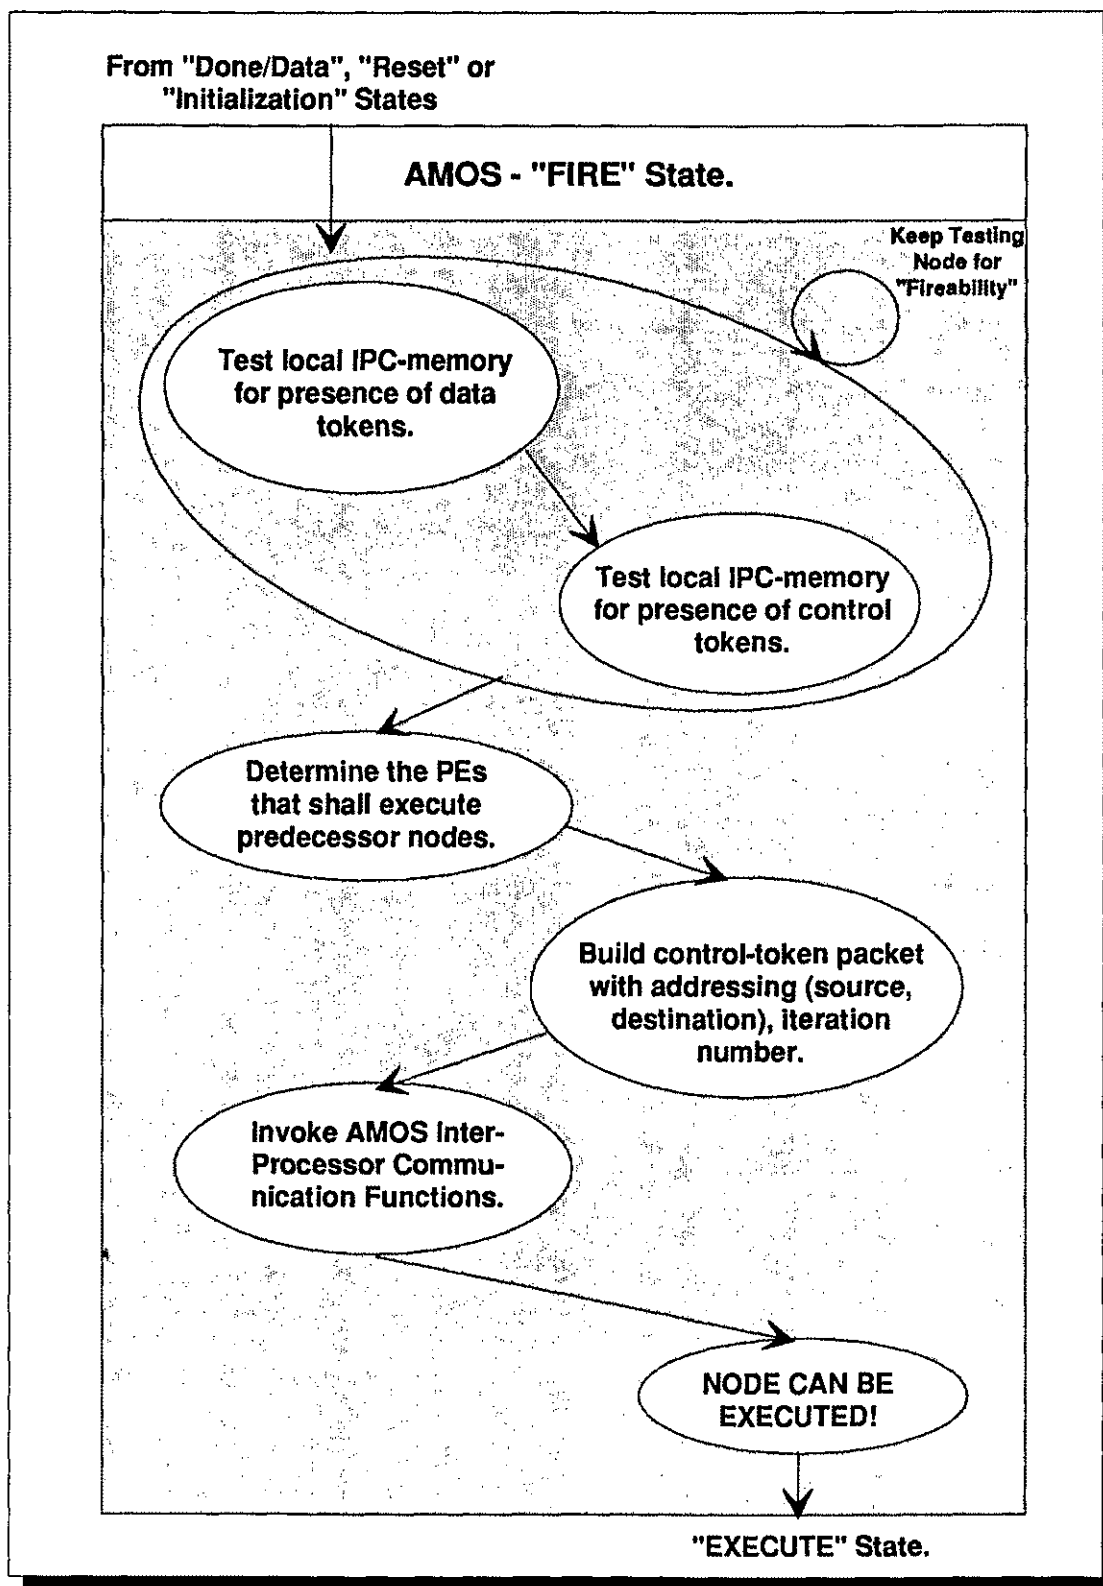 From "Done/Data", "Reset" or
"Initialization" States
AMOS - "FIRE" State.
Keep Testing
Node for
"Fireability"
Test local IPC-memory
for presence of data
tokens.
Test local IPC-memory
for presence of control
tokens.
Determine the PEs
that shall execute
predecessor nodes.
Build control-token packet
with addressing (source,
destination), iteration
number.
Invoke AMOS Inter-
Processor Commu-
nication Functions.
NODE CAN BE
EXECUTED!
"EXECUTE" State.